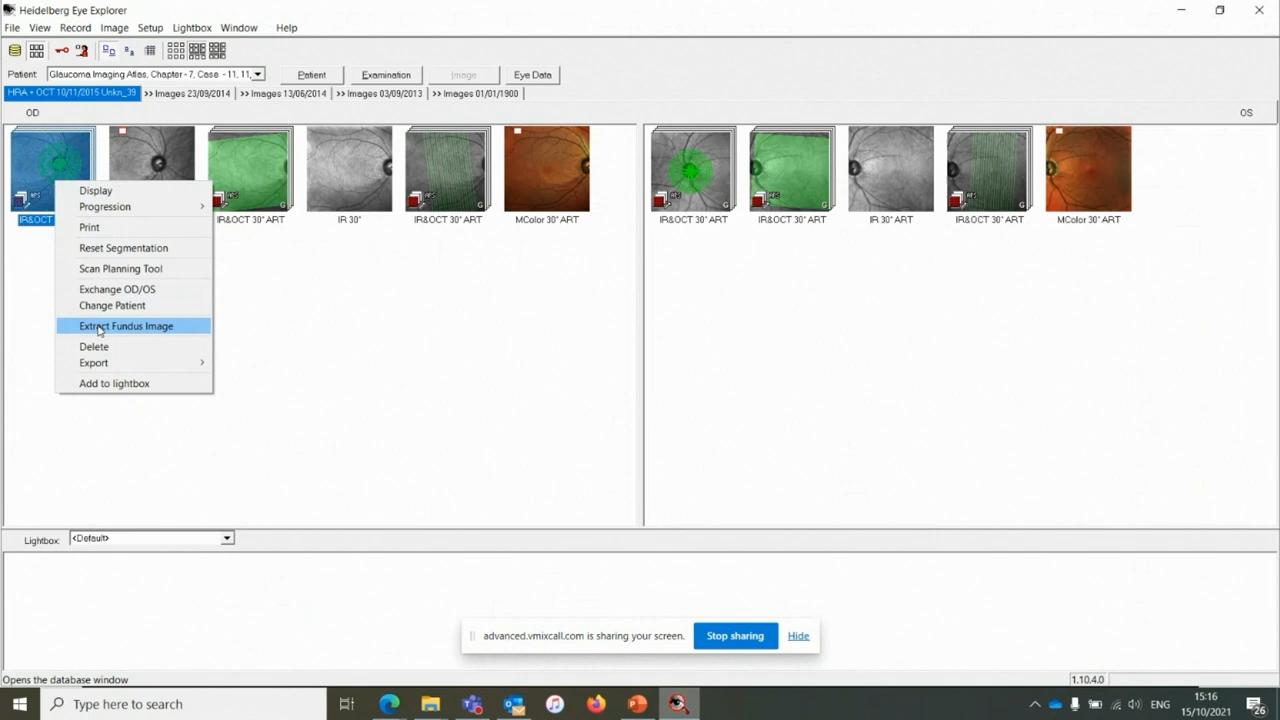 Heidelberg Eye Explorer
File View Record Image Setup Lightbox Window Help
Patient: Glaucoma Imaging Atlas, Chapter - 7, Case - 11, 11, Patient Examination Image Eye Data
HRA + OCT 10/11/2015 Unkn_39 >> Images 23/09/2014 >> Images 13/06/2014 >> Images 03/09/2013 >> Images 01/01/1900
OD OS
IR&OCT IR&OCT 30° ART IR 30° IR&OCT 30° ART MColor 30° ART IR&OCT 30° ART IR&OCT 30° ART IR 30° ART IR&OCT 30° ART MColor 30° ART
Display
Progression
Print
Reset Segmentation
Scan Planning Tool
Exchange OD/OS
Change Patient
Extract Fundus Image
Delete
Export
Add to lightbox
Lightbox: <Default>
advanced.vmixcall.com is sharing your screen. Stop sharing Hide
Opens the database window 1.10.4.0
Type here to search ENG 15:16
15/10/2021 26